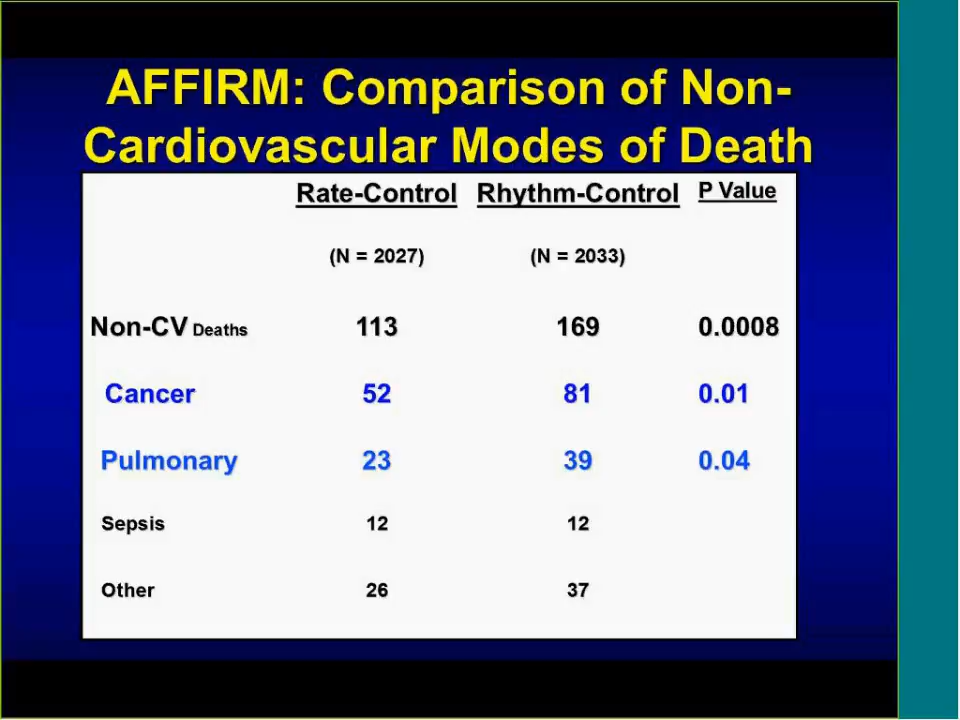 AFFIRM: Comparison of Non-
Cardiovascular Modes of Death
Rate-Control Rhythm-Control P Value
(N = 2027) (N = 2033)
Non-CV Deaths 113 169 0.0008
Cancer 52 81 0.01
Pulmonary 23 39 0.04
Sepsis 12 12
Other 26 37